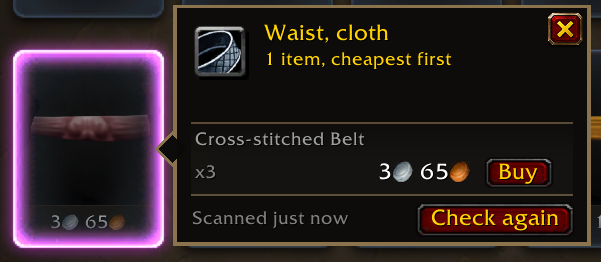 Waist, cloth
1 item, cheapest first
Cross-stitched Belt
x3
3 65
Buy
Scanned just now
Check again
3 65